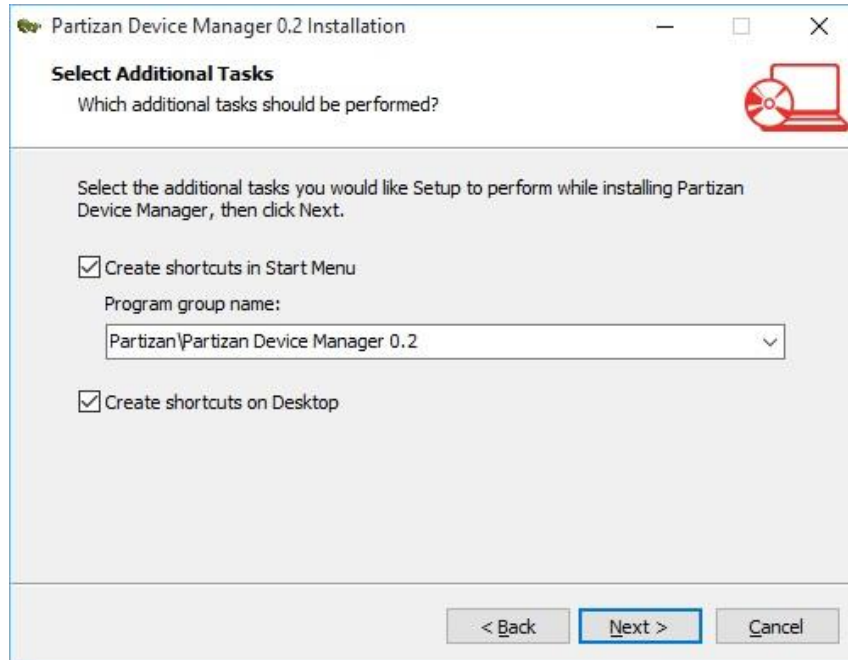 Partizan Device Manager 0.2 Installation
Select Additional Tasks
Which additional tasks should be performed?
Select the additional tasks you would like Setup to perform while installing Partizan
Device Manager, then click Next.
Create shortcuts in Start Menu
Program group name:
Partizan\Partizan Device Manager 0.2
Create shortcuts on Desktop
< Back
Next >
Cancel